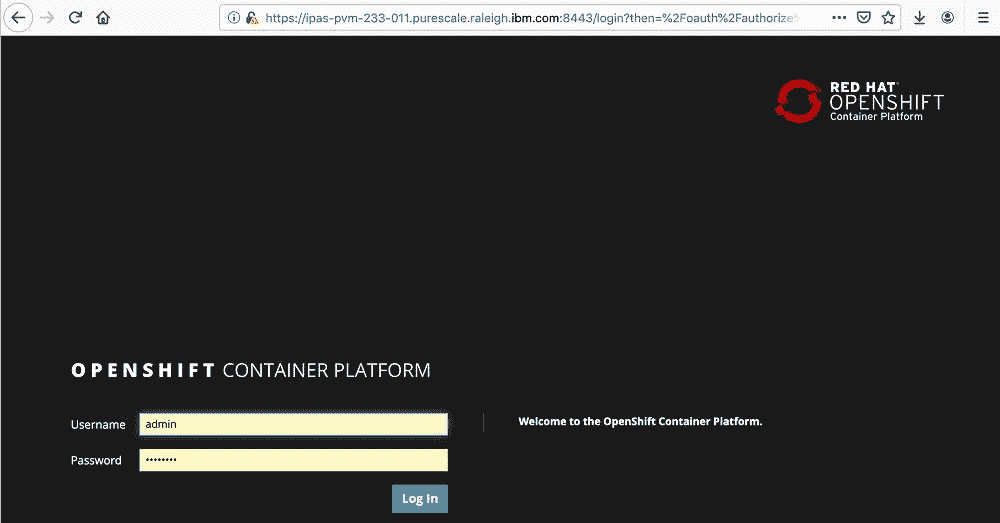 https://ipas-pvm-233-011.purescale.raleigh.ibm.com:8443/login?then=%2Foauth%2Fauthorize%
RED HAT®
OPENSHIFT
Container Platform
OPENSHIFT CONTAINER PLATFORM
Username admin
Welcome to the OpenShift Container Platform.
Password ••••••••
Log In